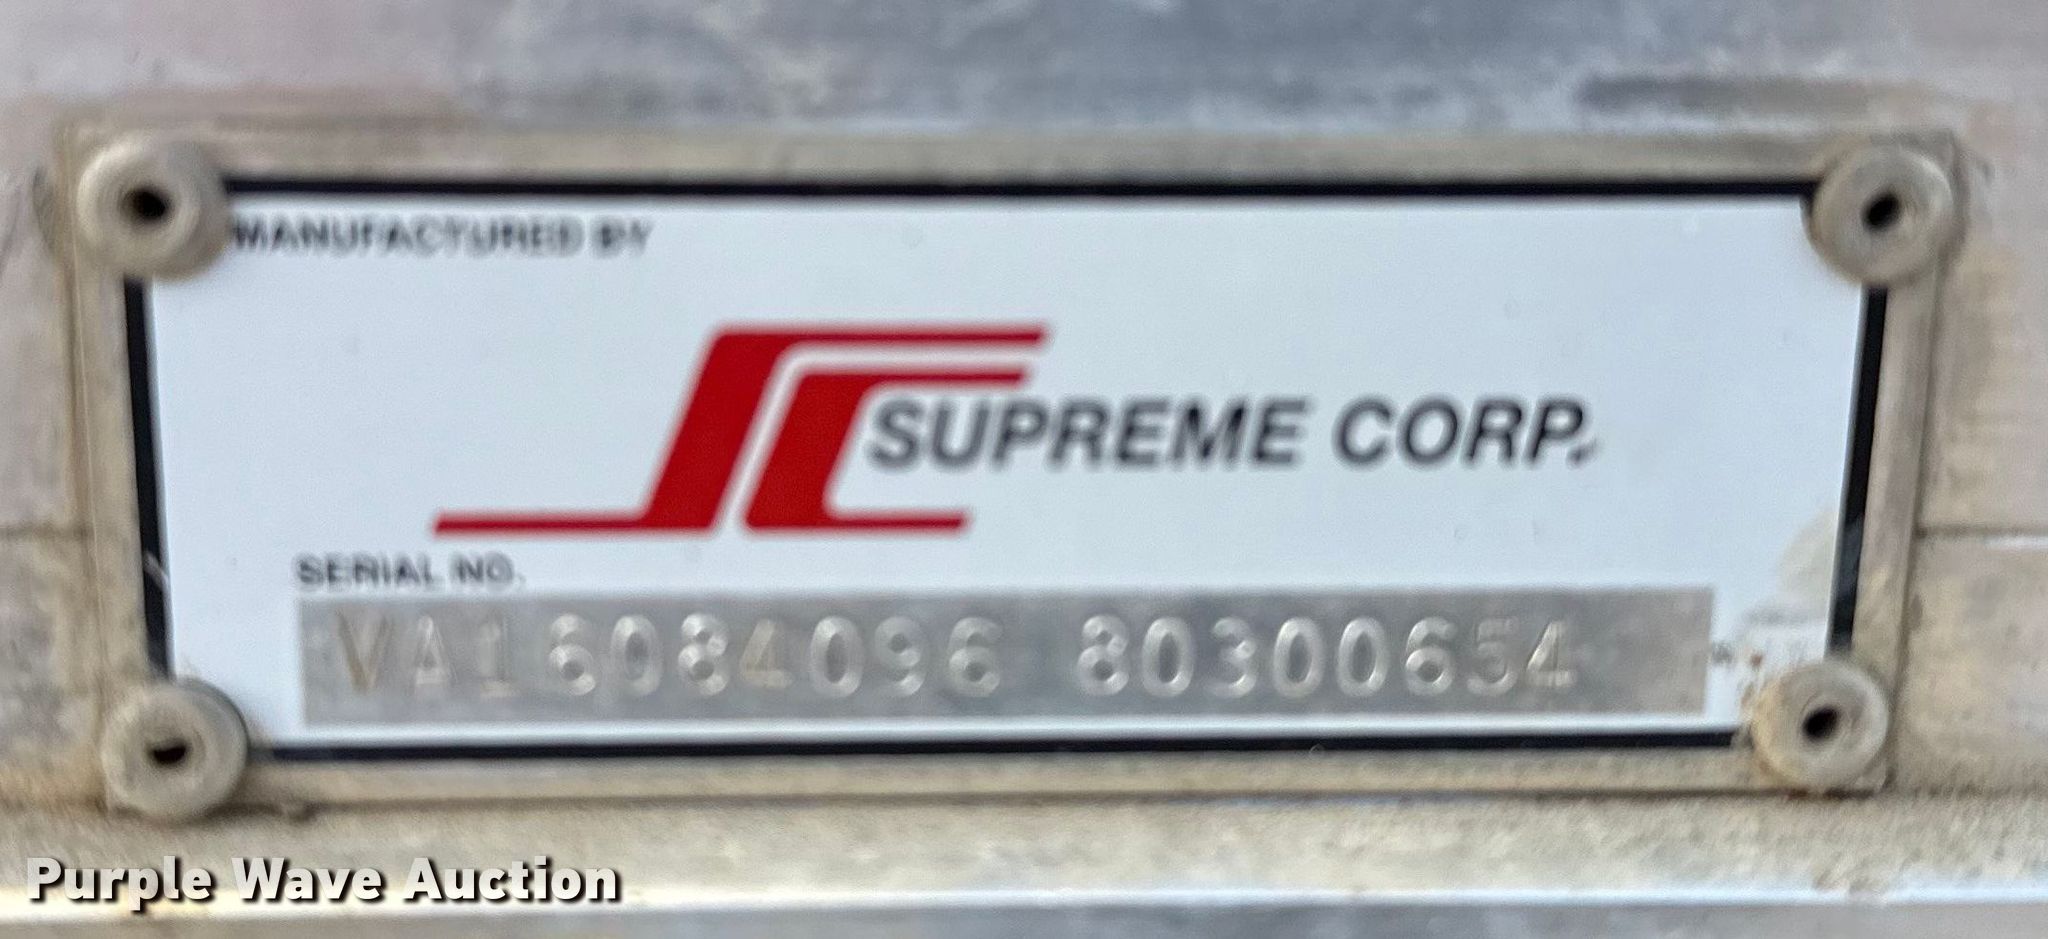 MANUFACTURED BY
SUPREME CORP.
SERIAL NO.
VA16084096 80300654
Purple Wave Auction